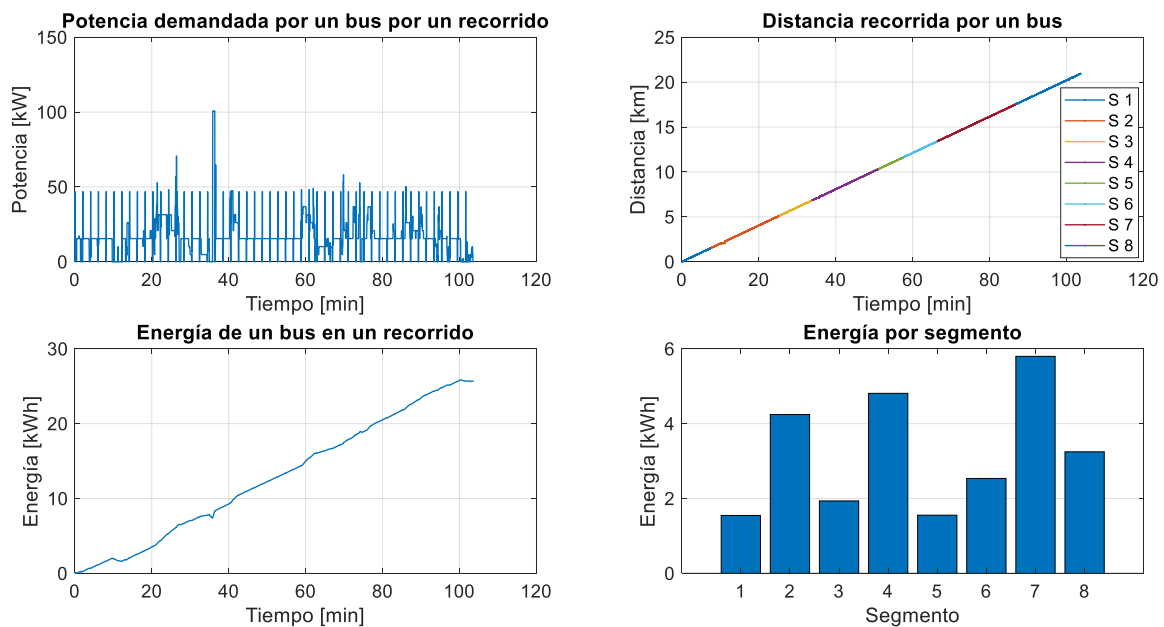 Potencia demandada por un bus por un recorrido
150
100
50
0
Potencia [kW]
0 20 40 60 80 100 120
Tiempo [min]
Distancia recorrida por un bus
25
20
15
10
5
0
Distancia [km]
S 1
S 2
S 3
S 4
S 5
S 6
S 7
S 8
0 20 40 60 80 100 120
Tiempo [min]
Energía de un bus en un recorrido
30
20
10
0
Energía [kWh]
0 20 40 60 80 100 120
Tiempo [min]
Energía por segmento
6
4
2
0
Energía [kWh]
1 2 3 4 5 6 7 8
Segmento